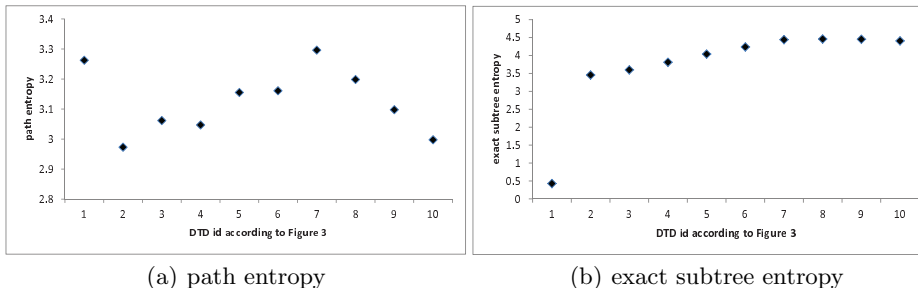 3.4
3.3
3.2
3.1
3
2.9
2.8
path entropy
1 2 3 4 5 6 7 8 9 10
DTD id according to Figure 3
(a) path entropy
5
4.5
4
3.5
3
2.5
2
1.5
1
0.5
0
exact subtree entropy
1 2 3 4 5 6 7 8 9 10
DTD id according to Figure 3
(b) exact subtree entropy